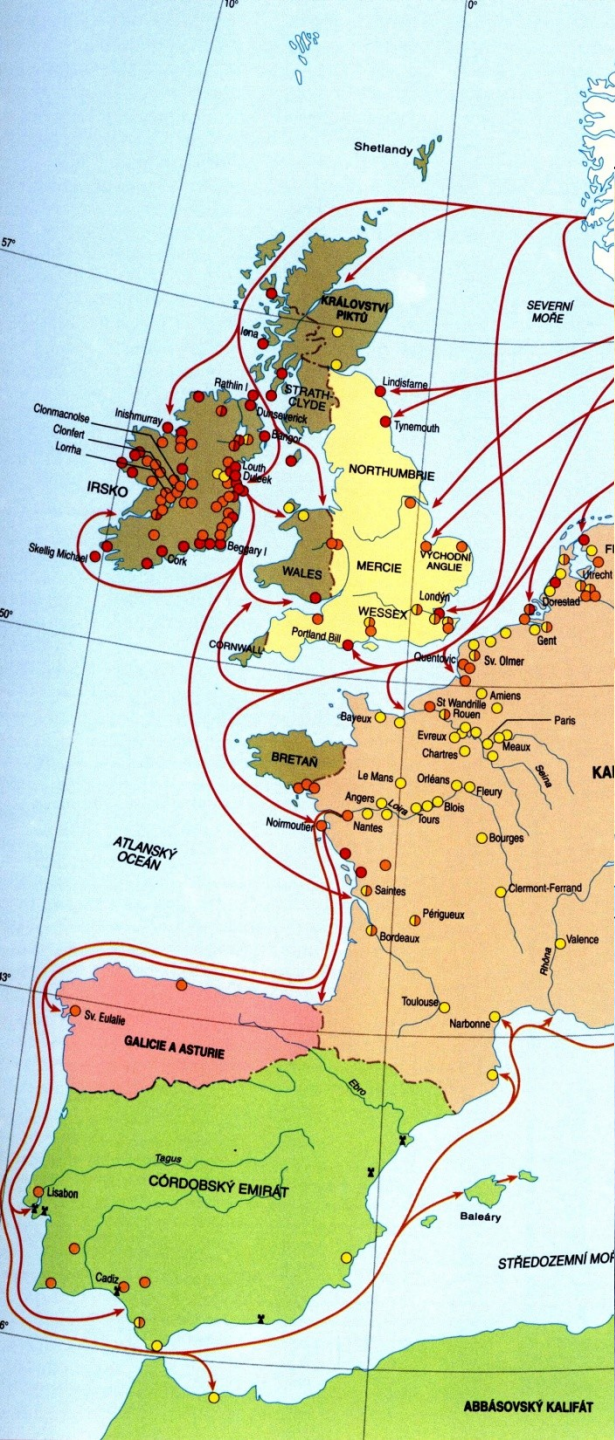 10°
0°
Shetlandy
57°
KRÁLOVSTVÍ
PIKTŮ
SEVERNÍ
MOŘE
Iona
Lindisfarne
Rathlin I
STRATH-
CLYDE
Dunseverick
Tynemouth
Clonmacnoise
Inishmurray
Clonfert
Bangor
Lorrha
Louth
Duleek
NORTHUMBRIE
IRSKO
Skellig Michael
Cork
Beggary I
VÝCHODNÍ
ANGLIE
MERCIE
WALES
Utrecht
Londýn
Dorestad
WESSEX
50°
Portland Bill
Gent
CORNWALL
Quentovic
Sv. Olmer
Amiens
St Wandrille
Bayeux
Rouen
Paris
Evreux
Meaux
Chartres
BRETAŇ
Seina
KA
Le Mans
Orléans
Fleury
Angers
Loira
Blois
Tours
Noirmoutier
Nantes
Bourges
ATLANSKÝ
OCEÁN
Saintes
Clermont-Ferrand
Périgueux
Bordeaux
Valence
Rhôna
43°
Toulouse
Narbonne
Sv. Eulalie
GALICIE A ASTURIE
Ebro
Tagus
CÓRDOBSKÝ EMIRÁT
Lisabon
Baleáry
STŘEDOZEMNÍ MOŘ
Cadiz
6°
ABBÁSOVSKÝ KALIFÁT